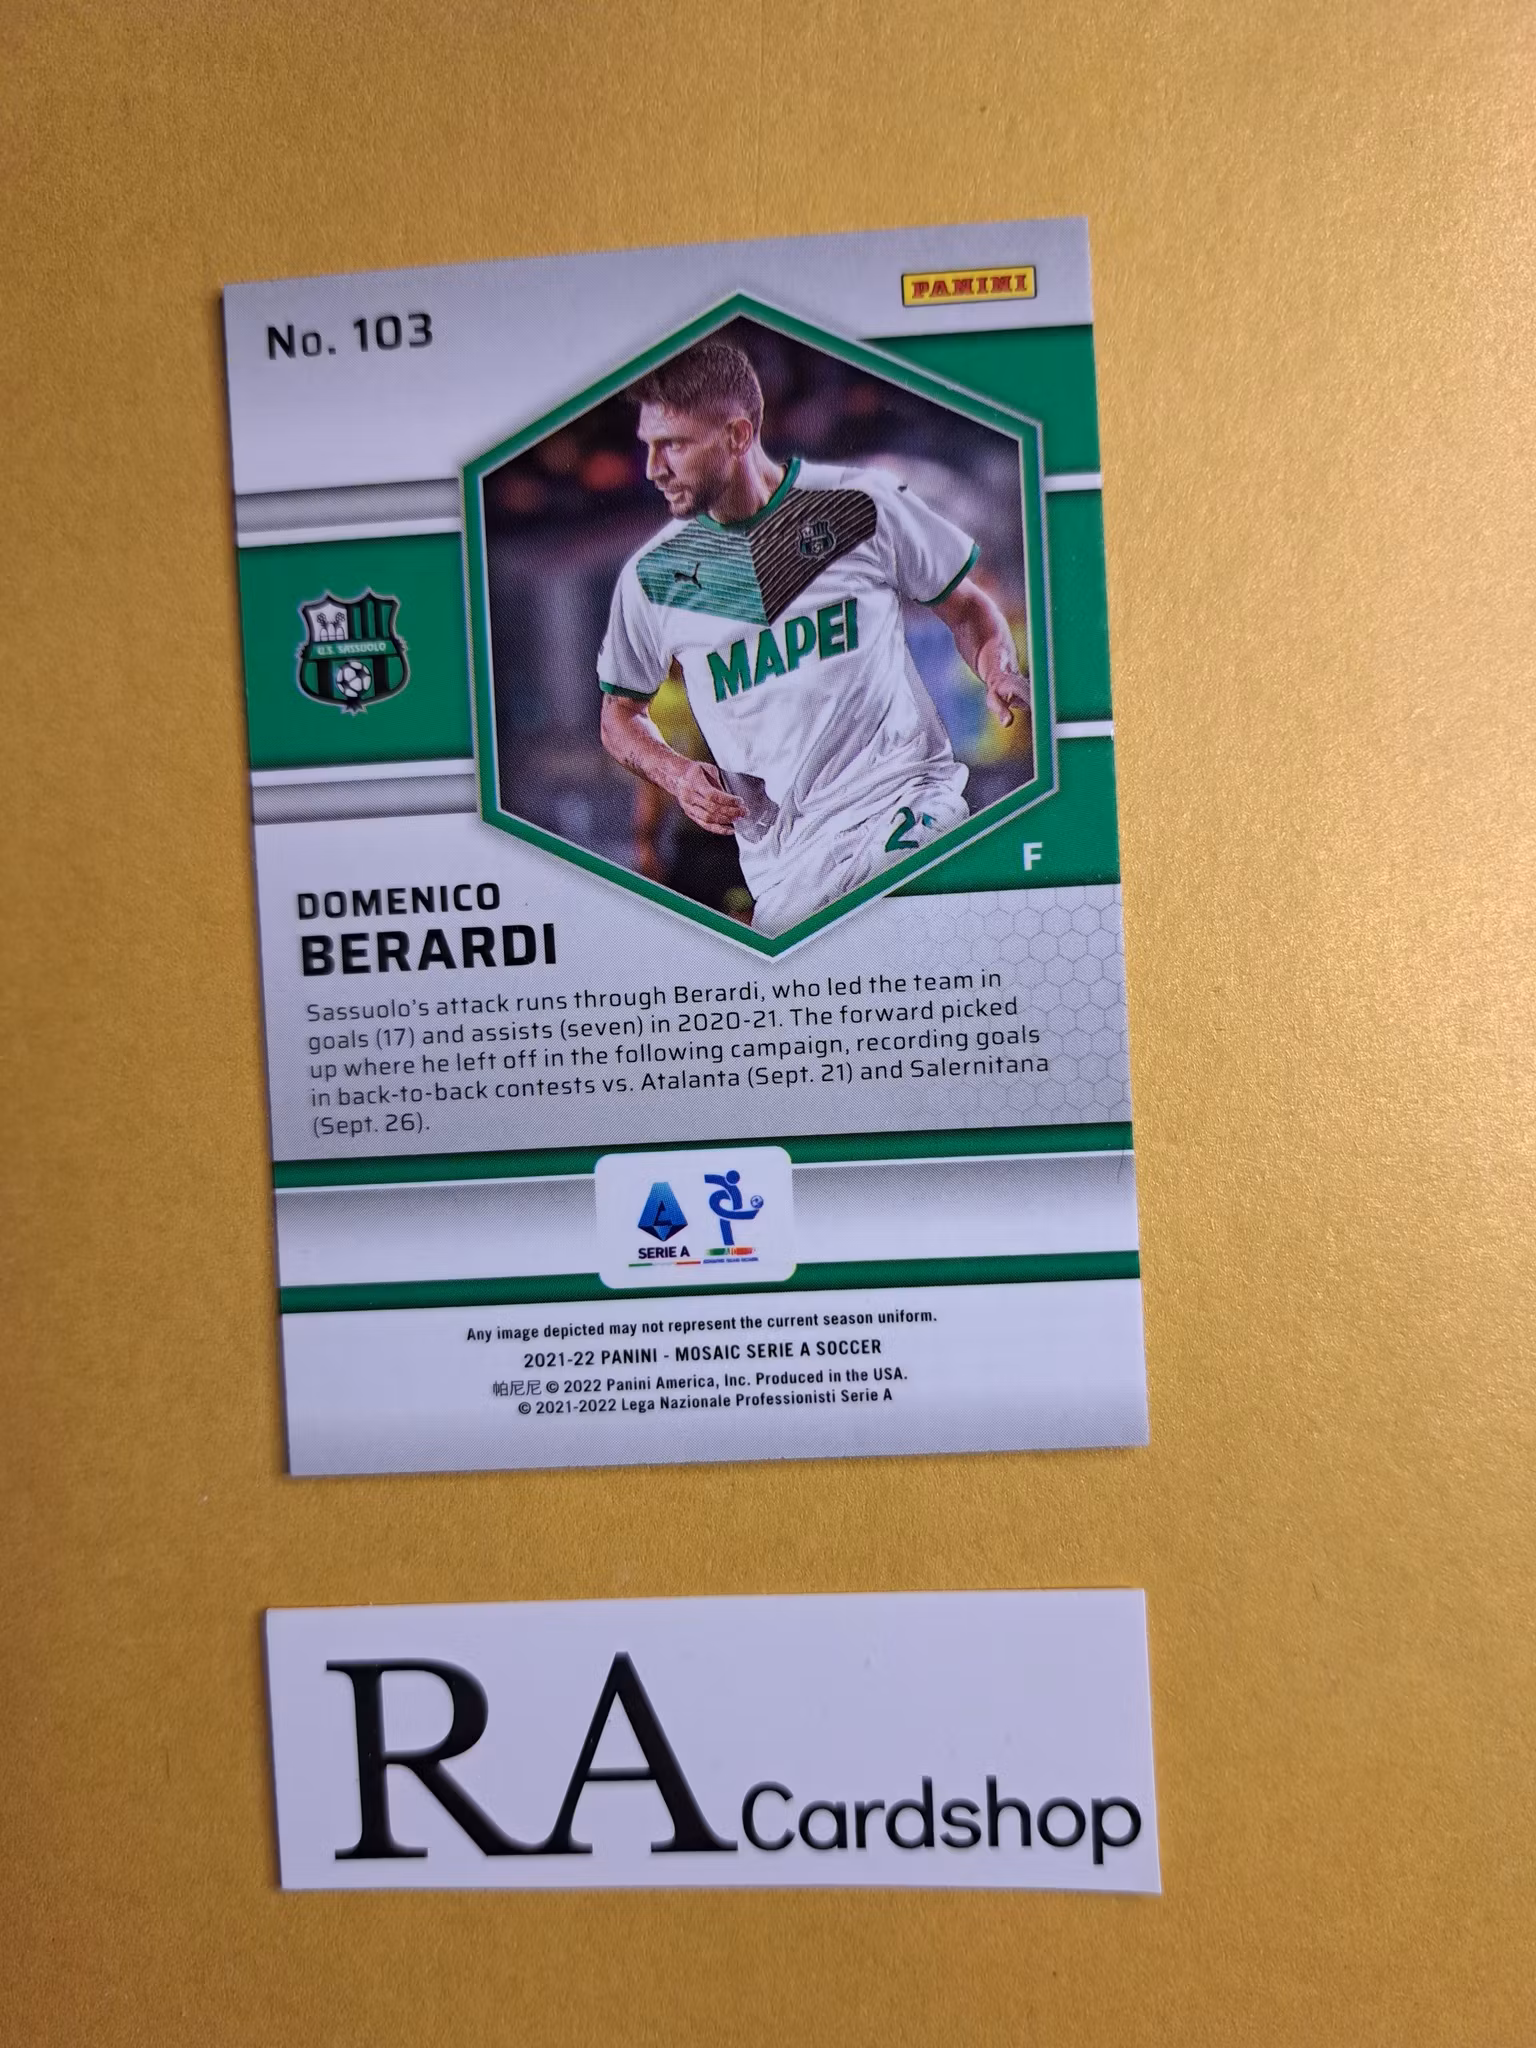 No. 103
PANINI
U.S. SASSUOLO
MAPEI
2
F
DOMENICO
BERARDI
Sassuolo's attack runs through Berardi, who led the team in
goals (17) and assists (seven) in 2020-21. The forward picked
up where he left off in the following campaign, recording goals
in back-to-back contests vs. Atalanta (Sept. 21) and Salernitana
(Sept. 26).
SERIE A
Any image depicted may not represent the current season uniform.
2021-22 PANINI - MOSAIC SERIE A SOCCER
帕尼尼 © 2022 Panini America, Inc. Produced in the USA.
© 2021-2022 Lega Nazionale Professionisti Serie A
RA Cardshop